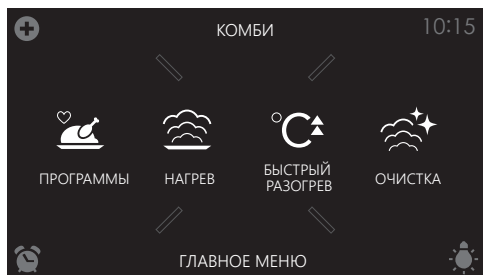 КОМБИ
10:15
ПРОГРАММЫ
НАГРЕВ
°C
БЫСТРЫЙ
РАЗОГРЕВ
ОЧИСТКА
ГЛАВНОЕ МЕНЮ